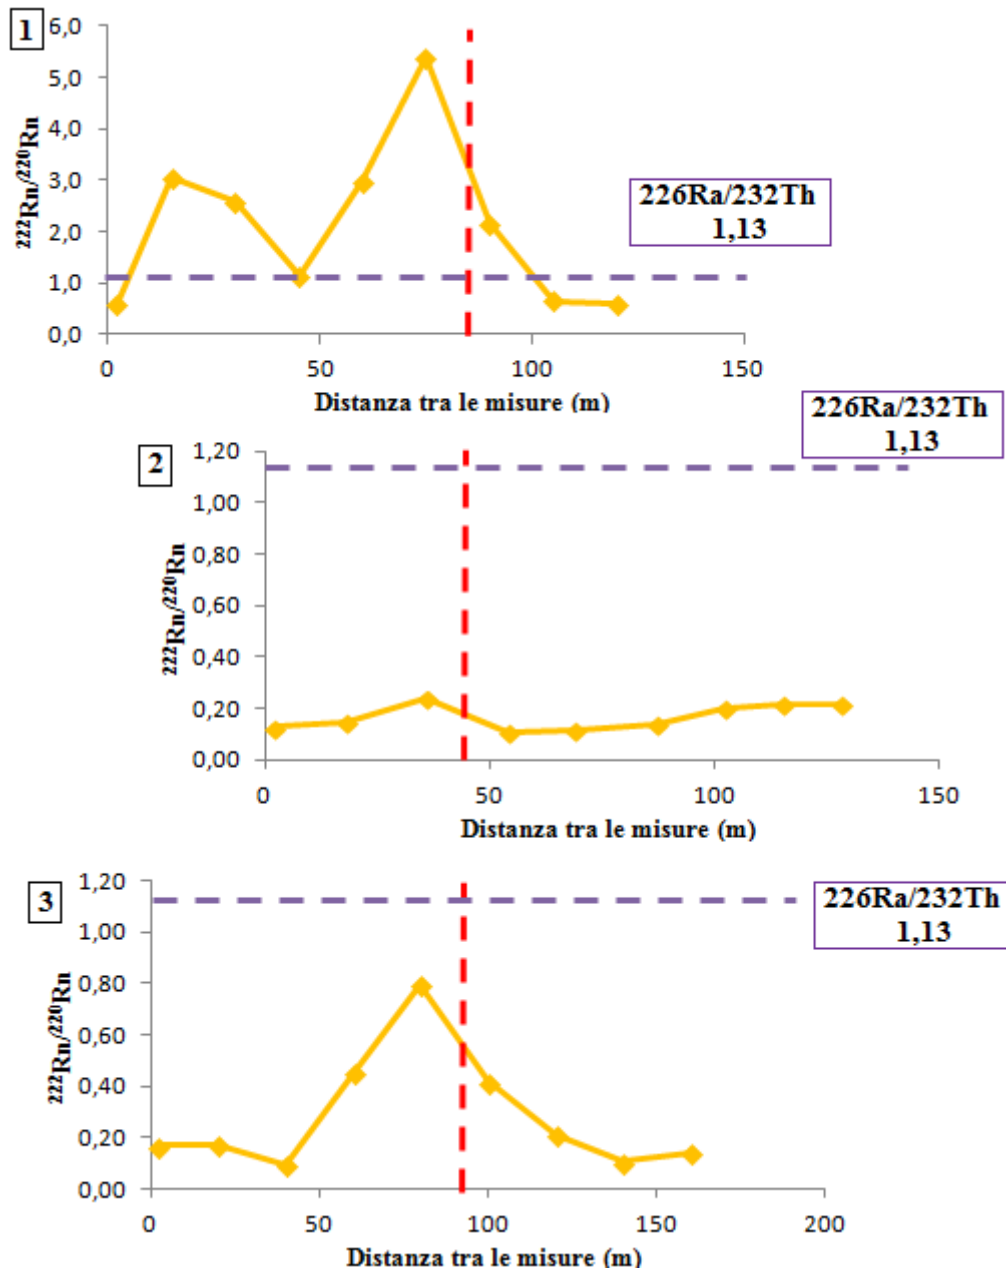 1
6,0
5,0
4,0
3,0
2,0
1,0
0,0
²²²Rn/²²⁰Rn
226Ra/232Th
1,13
0 50 100 150
Distanza tra le misure (m)
226Ra/232Th
1,13
2
1,20
1,00
0,80
0,60
0,40
0,20
0,00
²²²Rn/²²⁰Rn
0 50 100 150
Distanza tra le misure (m)
3
1,20
1,00
0,80
0,60
0,40
0,20
0,00
²²²Rn/²²⁰Rn
226Ra/232Th
1,13
0 50 100 150 200
Distanza tra le misure (m)